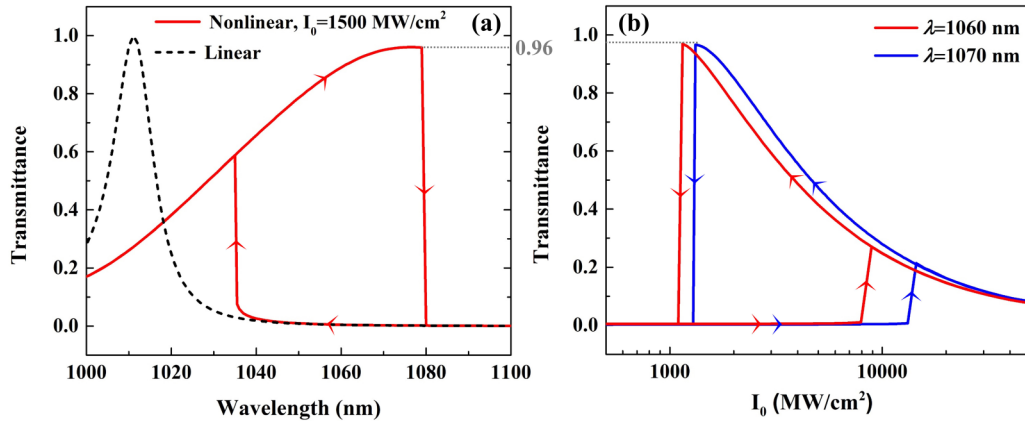 Nonlinear, I₀=1500 MW/cm² (a)
Linear
0.96
1.0
0.8
0.6
0.4
0.2
0.0
Transmittance
1000 1020 1040 1060 1080 1100
Wavelength (nm)
(b)
λ=1060 nm
λ=1070 nm
1.0
0.8
0.6
0.4
0.2
0.0
Transmittance
1000 10000
I₀ (MW/cm²)